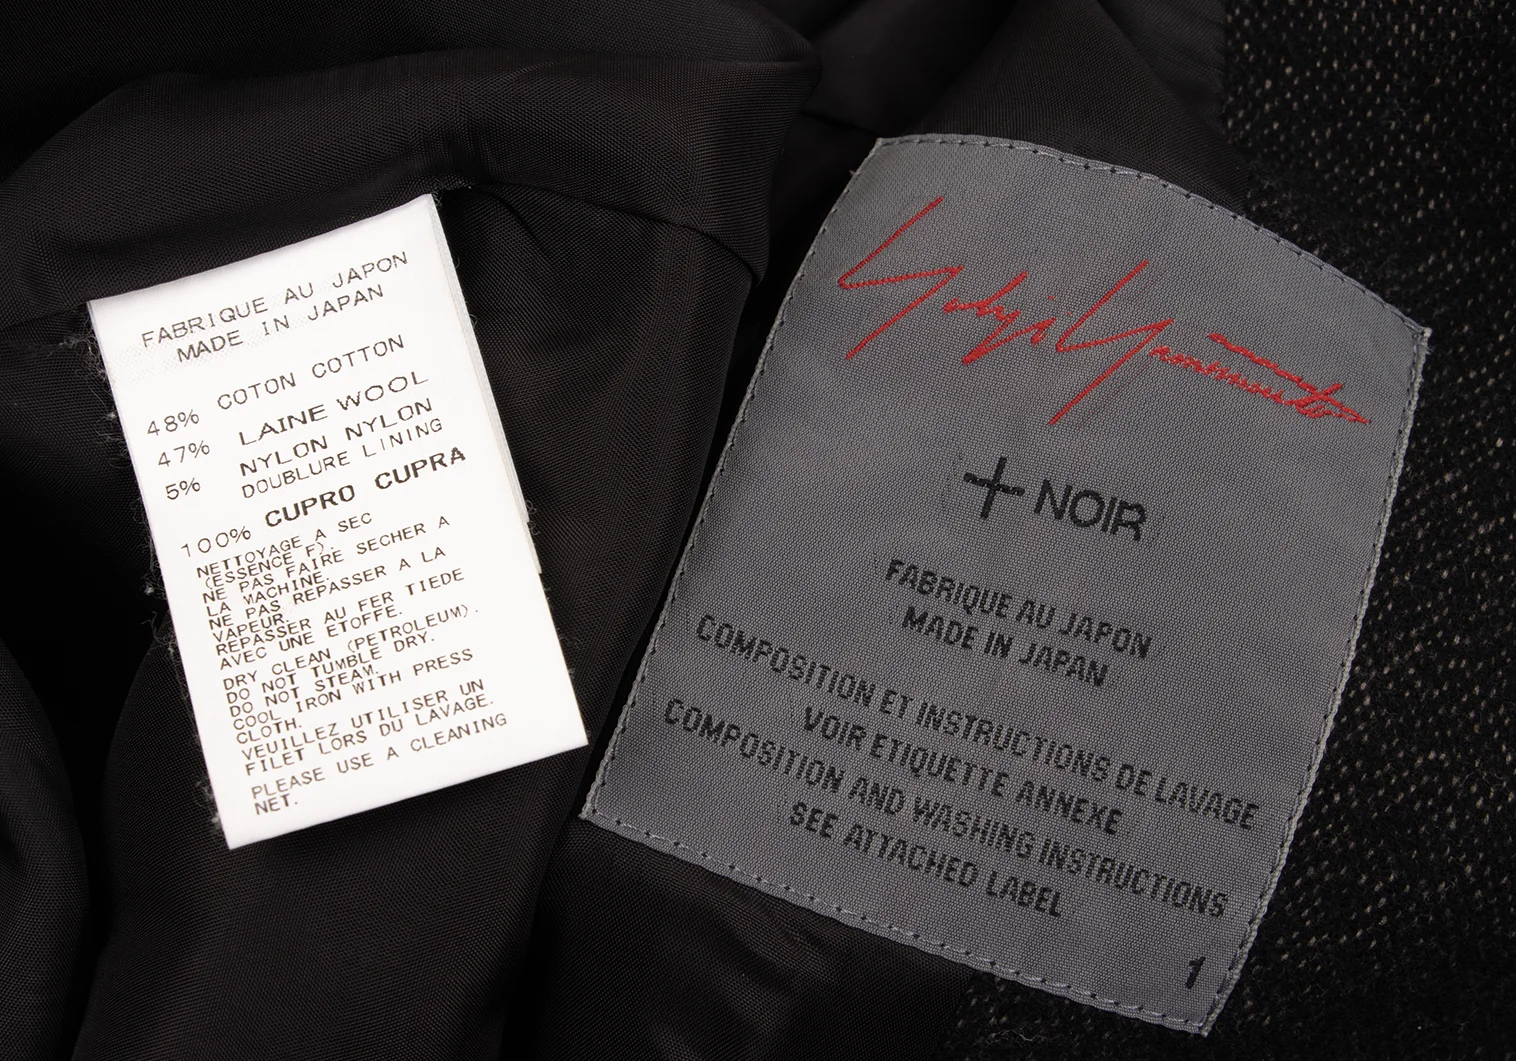 FABRIQUE AU JAPON
MADE IN JAPAN
48% COTON COTTON
47% LAINE WOOL
5% NYLON NYLON
DOUBLURE LINING
100% CUPRO CUPRA
NETTOYAGE A SEC
(ESSENCE F).
NE PAS FAIRE SECHER A
LA MACHINE.
NE PAS REPASSER A LA
VAPEUR.
REPASSER AU FER TIEDE
AVEC UNE ETOFFE.
DRY CLEAN (PETROLEUM).
DO NOT TUMBLE DRY.
DO NOT STEAM.
COOL IRON WITH PRESS
CLOTH.
VEUILLEZ UTILISER UN
FILET LORS DU LAVAGE.
PLEASE USE A CLEANING
NET.
Yohji Yamamoto
+ NOIR
FABRIQUE AU JAPON
MADE IN JAPAN
COMPOSITION ET INSTRUCTIONS DE LAVAGE
VOIR ETIQUETTE ANNEXE
COMPOSITION AND WASHING INSTRUCTIONS
SEE ATTACHED LABEL
1